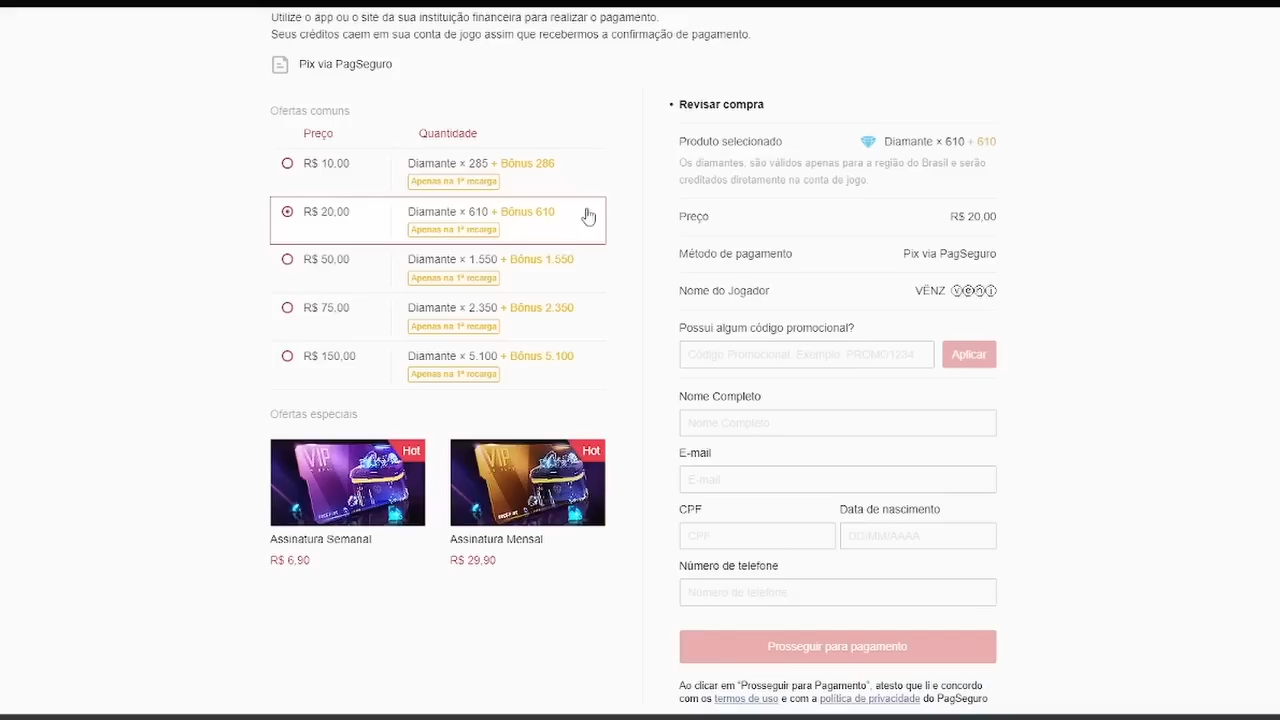 Utilize o app ou o site da sua instituição financeira para realizar o pagamento.
Seus créditos caem em sua conta de jogo assim que recebermos a confirmação de pagamento.
Pix via PagSeguro
Ofertas comuns
Preço Quantidade
R$ 10,00 Diamante × 285 + Bônus 286
Apenas na 1ª recarga
R$ 20,00 Diamante × 610 + Bônus 610
Apenas na 1ª recarga
R$ 50,00 Diamante × 1.550 + Bônus 1.550
Apenas na 1ª recarga
R$ 75,00 Diamante × 2.350 + Bônus 2.350
Apenas na 1ª recarga
R$ 150,00 Diamante × 5.100 + Bônus 5.100
Apenas na 1ª recarga
Ofertas especiais
VIP Hot
FREE FIRE
Assinatura Semanal
R$ 6,90
VIP Hot
FREE FIRE
Assinatura Mensal
R$ 29,90
• Revisar compra
Produto selecionado Diamante × 610 + 610
Os diamantes, são válidos apenas para a região do Brasil e serão
creditados diretamente na conta de jogo.
Preço R$ 20,00
Método de pagamento Pix via PagSeguro
Nome do Jogador VÊNZ ⓥⓔⓝⓘ
Possui algum código promocional?
Código Promocional. Exemplo: PROMO1234 Aplicar
Nome Completo
Nome Completo
E-mail
E-mail
CPF Data de nascimento
CPF DD/MM/AAAA
Número de telefone
Número de telefone
Prosseguir para pagamento
Ao clicar em “Prosseguir para Pagamento”, atesto que li e concordo
com os termos de uso e com a política de privacidade do PagSeguro